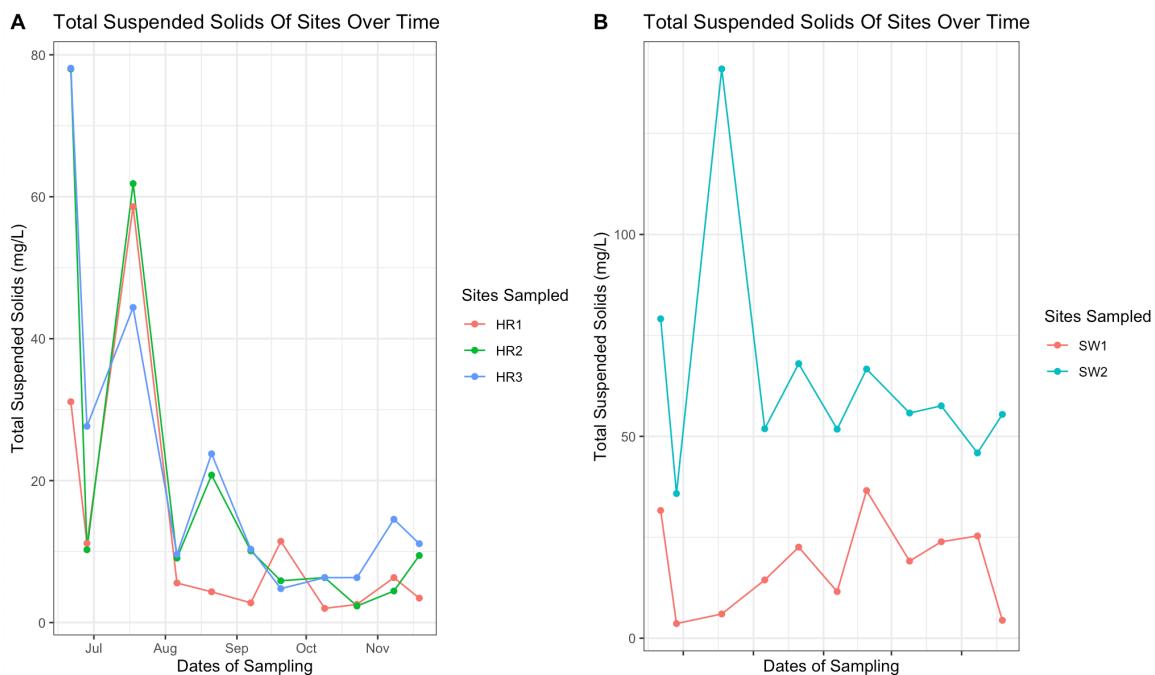 A
Total Suspended Solids Of Sites Over Time
80
60
40
20
0
Total Suspended Solids (mg/L)
Jul Aug Sep Oct Nov
Dates of Sampling
Sites Sampled
HR1
HR2
HR3
B
Total Suspended Solids Of Sites Over Time
100
50
0
Total Suspended Solids (mg/L)
Dates of Sampling
Sites Sampled
SW1
SW2